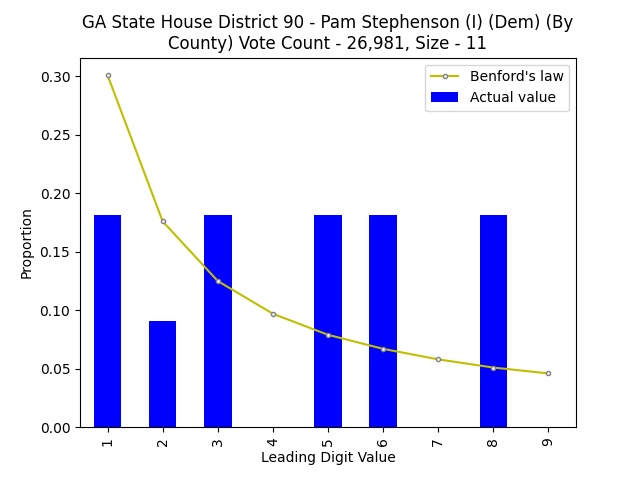 GA State House District 90 - Pam Stephenson (I) (Dem) (By
County) Vote Count - 26,981, Size - 11
Benford's law
Actual value
0.30
0.25
0.20
0.15
0.10
0.05
0.00
Proportion
1 2 3 4 5 6 7 8 9
Leading Digit Value